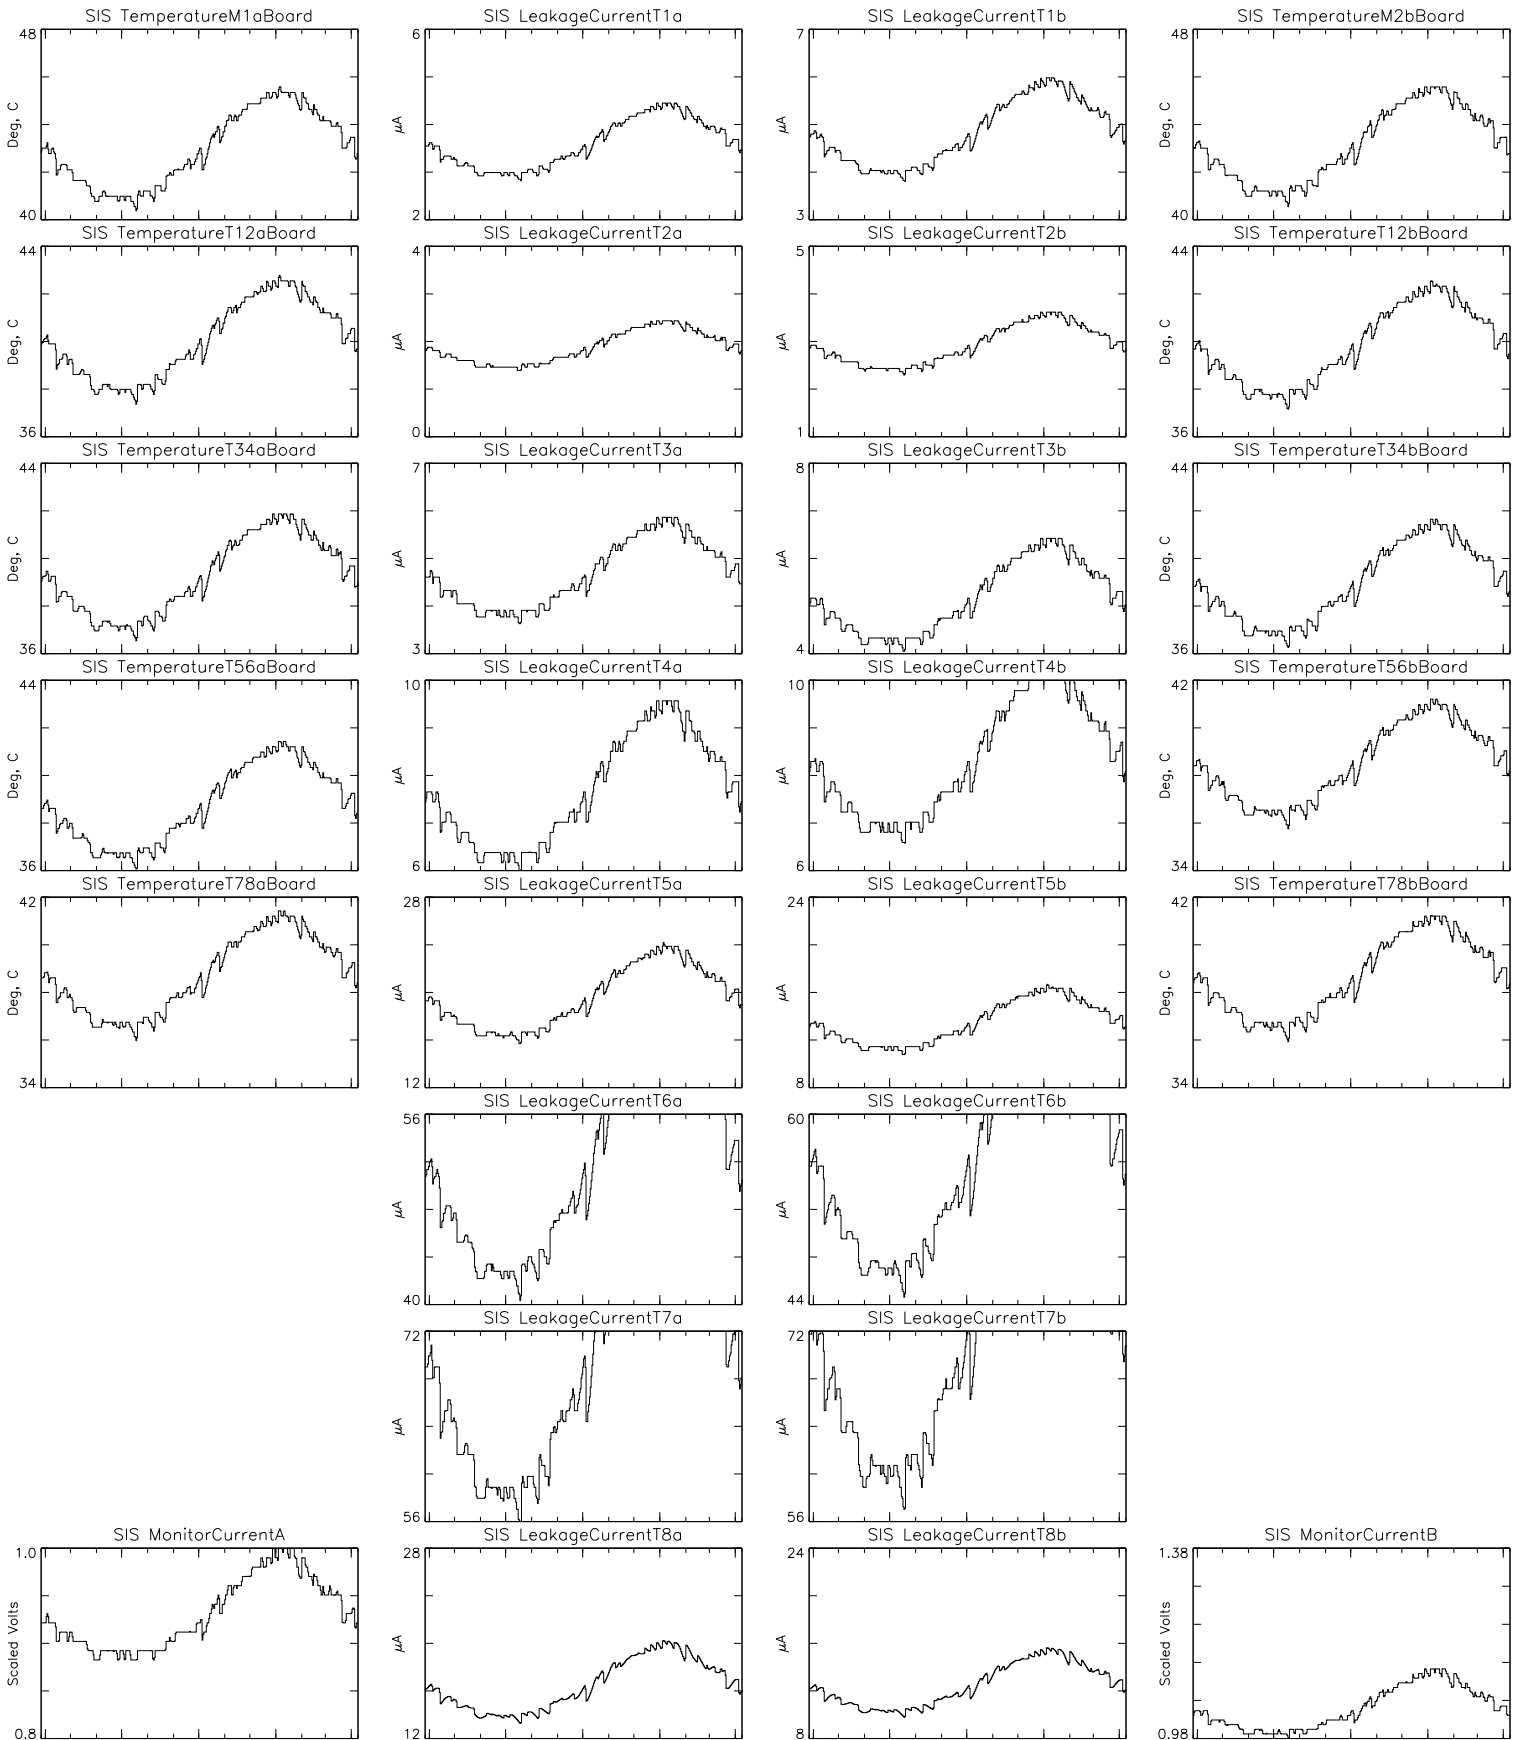 SIS TemperatureM1aBoard
48
Deg, C
40
SIS LeakageCurrentT1a
6
μA
2
SIS LeakageCurrentT1b
7
μA
3
SIS TemperatureM2bBoard
48
Deg, C
40
SIS TemperatureT12aBoard
44
Deg, C
36
SIS LeakageCurrentT2a
4
μA
0
SIS LeakageCurrentT2b
5
μA
1
SIS TemperatureT12bBoard
44
Deg, C
36
SIS TemperatureT34aBoard
44
Deg, C
36
SIS LeakageCurrentT3a
7
μA
3
SIS LeakageCurrentT3b
8
μA
4
SIS TemperatureT34bBoard
44
Deg, C
36
SIS TemperatureT56aBoard
44
Deg, C
36
SIS LeakageCurrentT4a
10
μA
6
SIS LeakageCurrentT4b
10
μA
6
SIS TemperatureT56bBoard
42
Deg, C
34
SIS TemperatureT78aBoard
42
Deg, C
34
SIS LeakageCurrentT5a
28
μA
12
SIS LeakageCurrentT5b
24
μA
8
SIS TemperatureT78bBoard
42
Deg, C
34
SIS LeakageCurrentT6a
56
μA
40
SIS LeakageCurrentT6b
60
μA
44
SIS LeakageCurrentT7a
72
μA
56
SIS LeakageCurrentT7b
72
μA
56
SIS MonitorCurrentA
1.0
Scaled Volts
0.8
SIS LeakageCurrentT8a
28
μA
12
SIS LeakageCurrentT8b
24
μA
8
SIS MonitorCurrentB
1.38
Scaled Volts
0.98